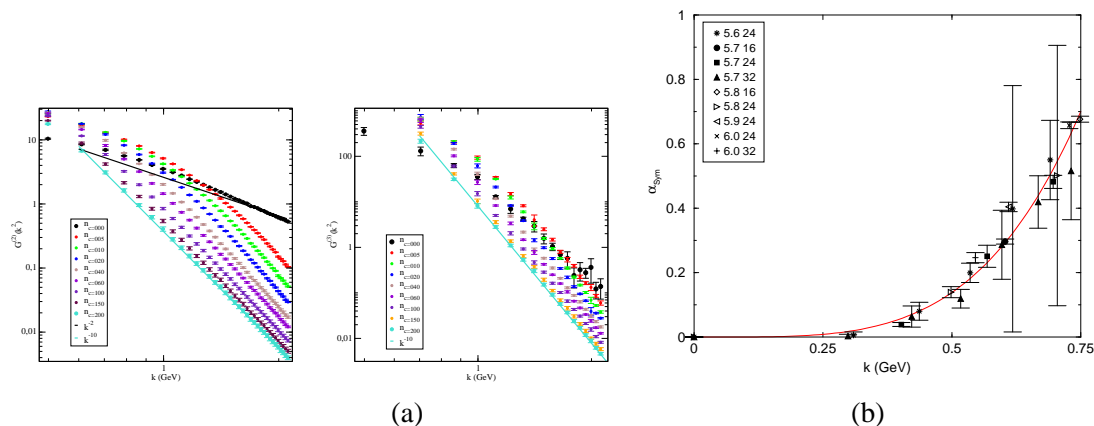 10
1
0,1
0,01
G^(2)(k^2)
n_c=000
n_c=005
n_c=010
n_c=020
n_c=040
n_c=060
n_c=100
n_c=150
n_c=200
k^-2
k^-10
1
k (GeV)
100
1
0,01
G^(3)(k^2)
n_c=000
n_c=005
n_c=010
n_c=020
n_c=040
n_c=060
n_c=100
n_c=150
n_c=200
k^-10
1
k (GeV)
(a)
1
0.8
0.6
0.4
0.2
0
α_Sym
5.6 24
5.7 16
5.7 24
5.7 32
5.8 16
5.8 24
5.9 24
6.0 24
6.0 32
0
0.25
0.5
0.75
k (GeV)
(b)